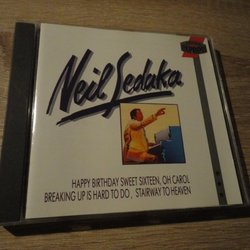 Neil Sedaka
HAPPY BIRTHDAY SWEET SIXTEEN, OH CAROL
BREAKING UP IS HARD TO DO, STAIRWAY TO HEAVEN